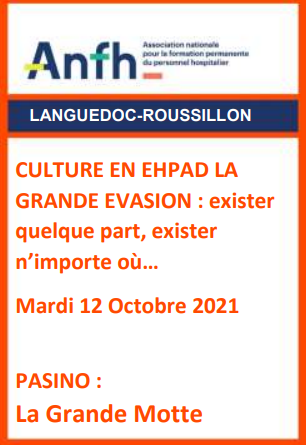 Anfh
Association nationale
pour la formation permanente
du personnel hospitalier
LANGUEDOC-ROUSSILLON
CULTURE EN EHPAD LA
GRANDE EVASION : exister
quelque part, exister
n’importe où…
Mardi 12 Octobre 2021
PASINO :
La Grande Motte